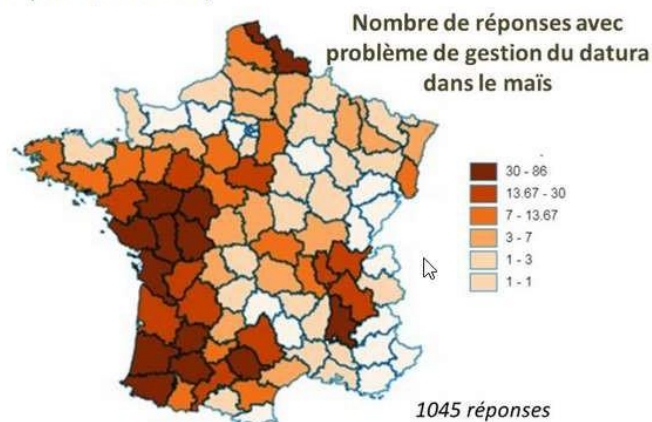 Nombre de réponses avec
problème de gestion du datura
dans le maïs
30 - 86
13.67 - 30
7 - 13.67
3 - 7
1 - 3
1 - 1
1045 réponses